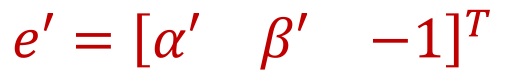 e′ = [α′ β′ −1]ᵀ